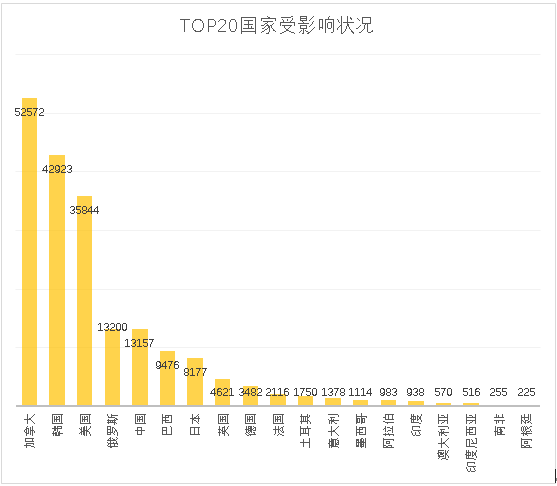 TOP20国家受影响状况
52572
42923
35844
13200
13157
9476
8177
4621
3482
2116
1750
1378
1114
983
938
570
516
255
225
加拿大
韩国
美国
俄罗斯
中国
巴西
日本
英国
德国
法国
土耳其
意大利
墨西哥
阿拉伯
印度
澳大利亚
印度尼西亚
南非
阿根廷